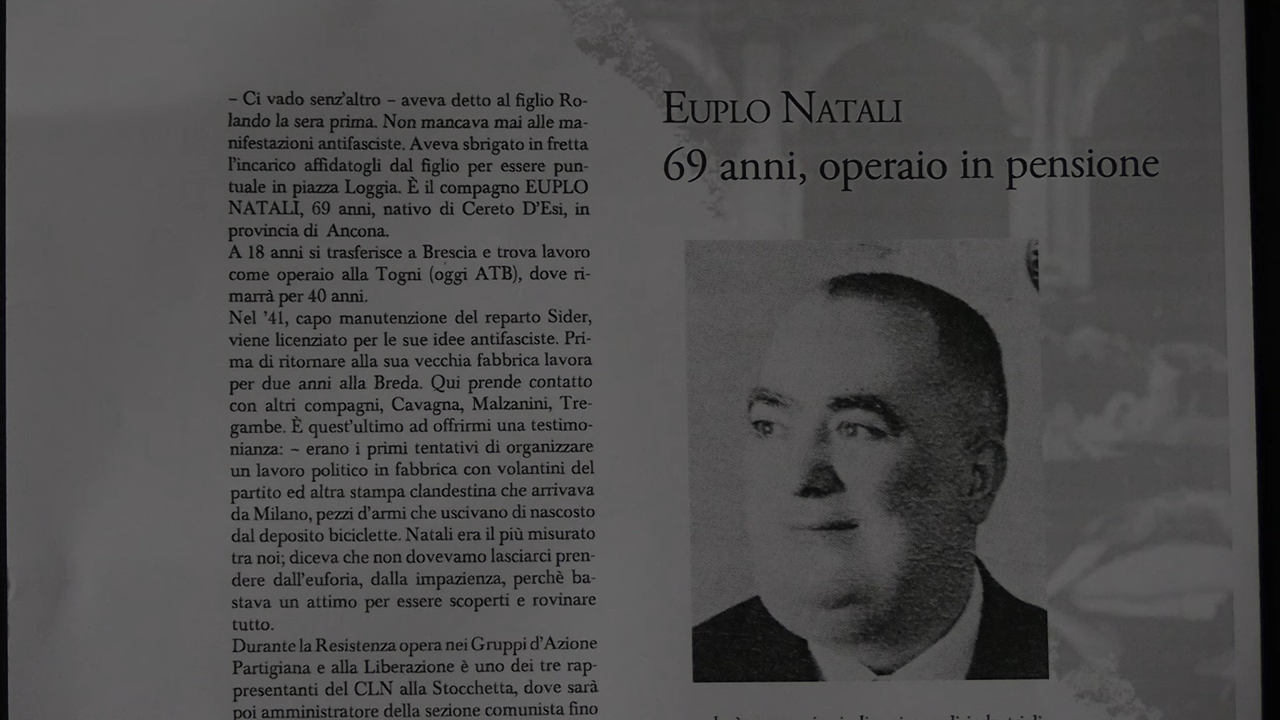 – Ci vado senz'altro – aveva detto al figlio Ro-
lando la sera prima. Non mancava mai alle ma-
nifestazioni antifasciste. Aveva sbrigato in fretta
l'incarico affidatogli dal figlio per essere pun-
tuale in piazza Loggia. È il compagno EUPLO
NATALI, 69 anni, nativo di Cereto D'Esi, in
provincia di Ancona.
A 18 anni si trasferisce a Brescia e trova lavoro
come operaio alla Togni (oggi ATB), dove ri-
marrà per 40 anni.
Nel '41, capo manutenzione del reparto Sider,
viene licenziato per le sue idee antifasciste. Pri-
ma di ritornare alla sua vecchia fabbrica lavora
per due anni alla Breda. Qui prende contatto
con altri compagni, Cavagna, Malzanini, Tre-
gambe. È quest'ultimo ad offrirmi una testimo-
nianza: – erano i primi tentativi di organizzare
un lavoro politico in fabbrica con volantini del
partito ed altra stampa clandestina che arrivava
da Milano, pezzi d'armi che uscivano di nascosto
dal deposito biciclette. Natali era il più misurato
tra noi; diceva che non dovevamo lasciarci pren-
dere dall'euforia, dalla impazienza, perchè ba-
stava un attimo per essere scoperti e rovinare
tutto.
Durante la Resistenza opera nei Gruppi d'Azione
Partigiana e alla Liberazione è uno dei tre rap-
presentanti del CLN alla Stocchetta, dove sarà
poi amministratore della sezione comunista fino
EUPLO NATALI
69 anni, operaio in pensione